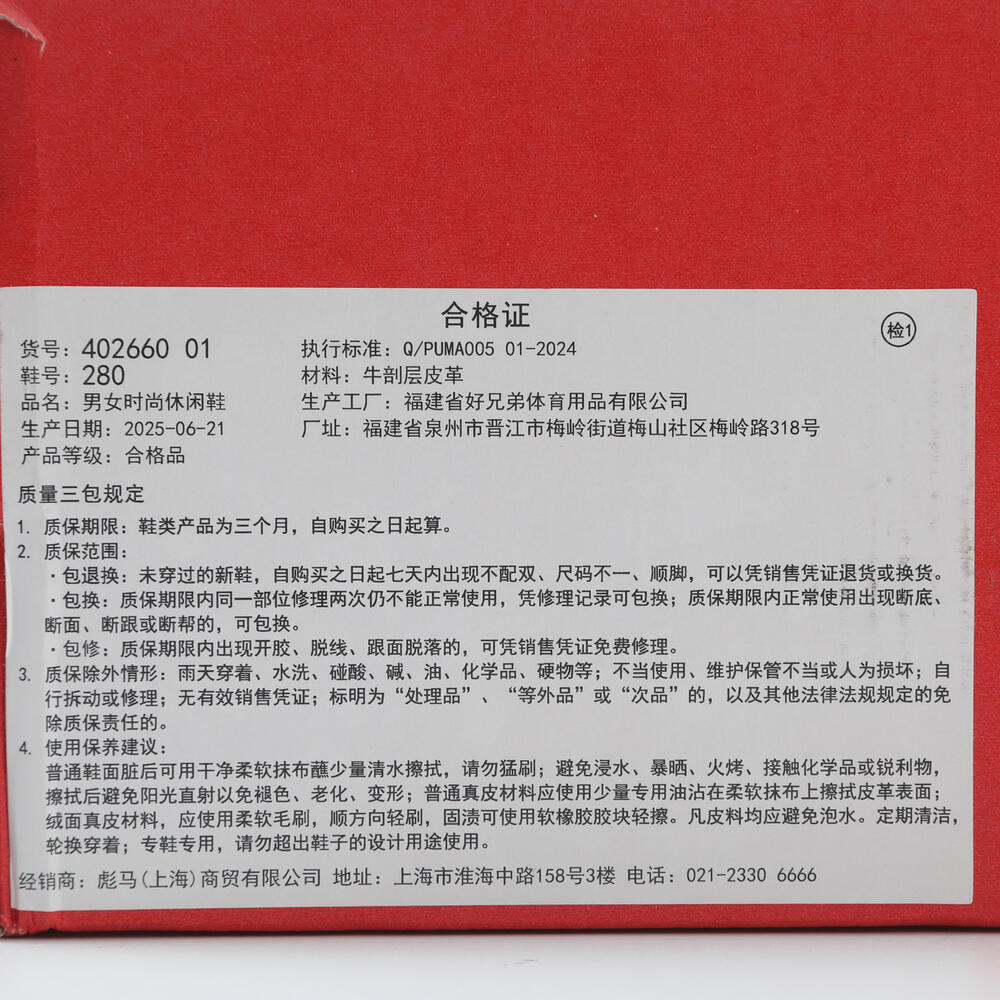 合格证
检1
货号：402660 01
执行标准：Q/PUMA005 01-2024
鞋号：280
材料：牛剖层皮革
品名：男女时尚休闲鞋
生产工厂：福建省好兄弟体育用品有限公司
生产日期：2025-06-21
厂址：福建省泉州市晋江市梅岭街道梅山社区梅岭路318号
产品等级：合格品
质量三包规定
1. 质保期限：鞋类产品为三个月，自购买之日起算。
2. 质保范围：
·包退换：未穿过的新鞋，自购买之日起七天内出现不配双、尺码不一、顺脚，可以凭销售凭证退货或换货。
·包换：质保期限内同一部位修理两次仍不能正常使用，凭修理记录可包换；质保期限内正常使用出现断底、
断面、断跟或断帮的，可包换。
·包修：质保期限内出现开胶、脱线、跟面脱落的，可凭销售凭证免费修理。
3. 质保除外情形：雨天穿着、水洗、碰酸、碱、油、化学品、硬物等；不当使用、维护保管不当或人为损坏；自
行拆动或修理；无有效销售凭证；标明为“处理品”、“等外品”或“次品”的，以及其他法律法规规定的免
除质保责任的。
4. 使用保养建议：
普通鞋面脏后可用干净柔软抹布蘸少量清水擦拭，请勿猛刷；避免浸水、暴晒、火烤、接触化学品或锐利物，
擦拭后避免阳光直射以免褪色、老化、变形；普通真皮材料应使用少量专用油沾在柔软抹布上擦拭皮革表面；
绒面真皮材料，应使用柔软毛刷，顺方向轻刷，固渍可使用软橡胶胶块轻擦。凡皮料均应避免泡水。定期清洁，
轮换穿着；专鞋专用，请勿超出鞋子的设计用途使用。
经销商：彪马(上海)商贸有限公司 地址：上海市淮海中路158号3楼 电话：021-2330 6666